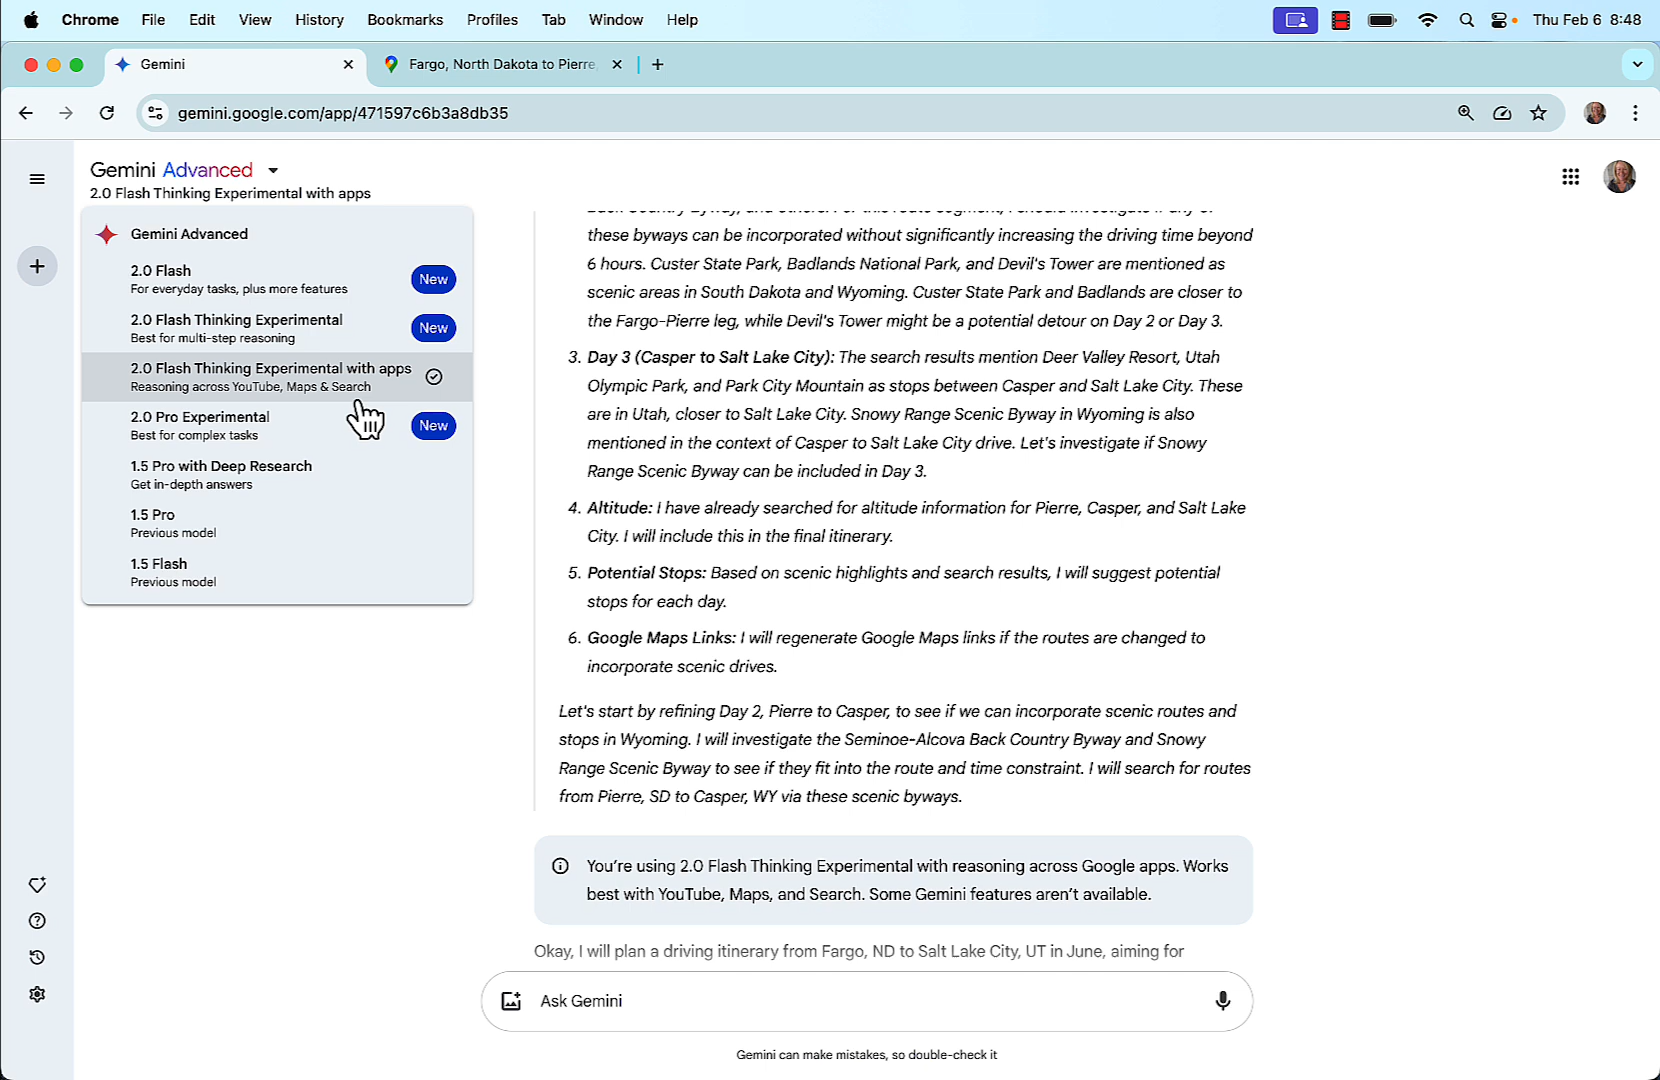 Chrome File Edit View History Bookmarks Profiles Tab Window Help Thu Feb 6 8:48
Gemini
Fargo, North Dakota to Pierre,
gemini.google.com/app/471597c6b3a8db35
Gemini Advanced
2.0 Flash Thinking Experimental with apps
Gemini Advanced
2.0 Flash
For everyday tasks, plus more features
New
2.0 Flash Thinking Experimental
Best for multi-step reasoning
New
2.0 Flash Thinking Experimental with apps
Reasoning across YouTube, Maps & Search
2.0 Pro Experimental
Best for complex tasks
New
1.5 Pro with Deep Research
Get in-depth answers
1.5 Pro
Previous model
1.5 Flash
Previous model
these byways can be incorporated without significantly increasing the driving time beyond
6 hours. Custer State Park, Badlands National Park, and Devil's Tower are mentioned as
scenic areas in South Dakota and Wyoming. Custer State Park and Badlands are closer to
the Fargo-Pierre leg, while Devil's Tower might be a potential detour on Day 2 or Day 3.
3. Day 3 (Casper to Salt Lake City): The search results mention Deer Valley Resort, Utah
Olympic Park, and Park City Mountain as stops between Casper and Salt Lake City. These
are in Utah, closer to Salt Lake City. Snowy Range Scenic Byway in Wyoming is also
mentioned in the context of Casper to Salt Lake City drive. Let's investigate if Snowy
Range Scenic Byway can be included in Day 3.
4. Altitude: I have already searched for altitude information for Pierre, Casper, and Salt Lake
City. I will include this in the final itinerary.
5. Potential Stops: Based on scenic highlights and search results, I will suggest potential
stops for each day.
6. Google Maps Links: I will regenerate Google Maps links if the routes are changed to
incorporate scenic drives.
Let's start by refining Day 2, Pierre to Casper, to see if we can incorporate scenic routes and
stops in Wyoming. I will investigate the Seminoe-Alcova Back Country Byway and Snowy
Range Scenic Byway to see if they fit into the route and time constraint. I will search for routes
from Pierre, SD to Casper, WY via these scenic byways.
You're using 2.0 Flash Thinking Experimental with reasoning across Google apps. Works
best with YouTube, Maps, and Search. Some Gemini features aren't available.
Okay, I will plan a driving itinerary from Fargo, ND to Salt Lake City, UT in June, aiming for
Ask Gemini
Gemini can make mistakes, so double-check it